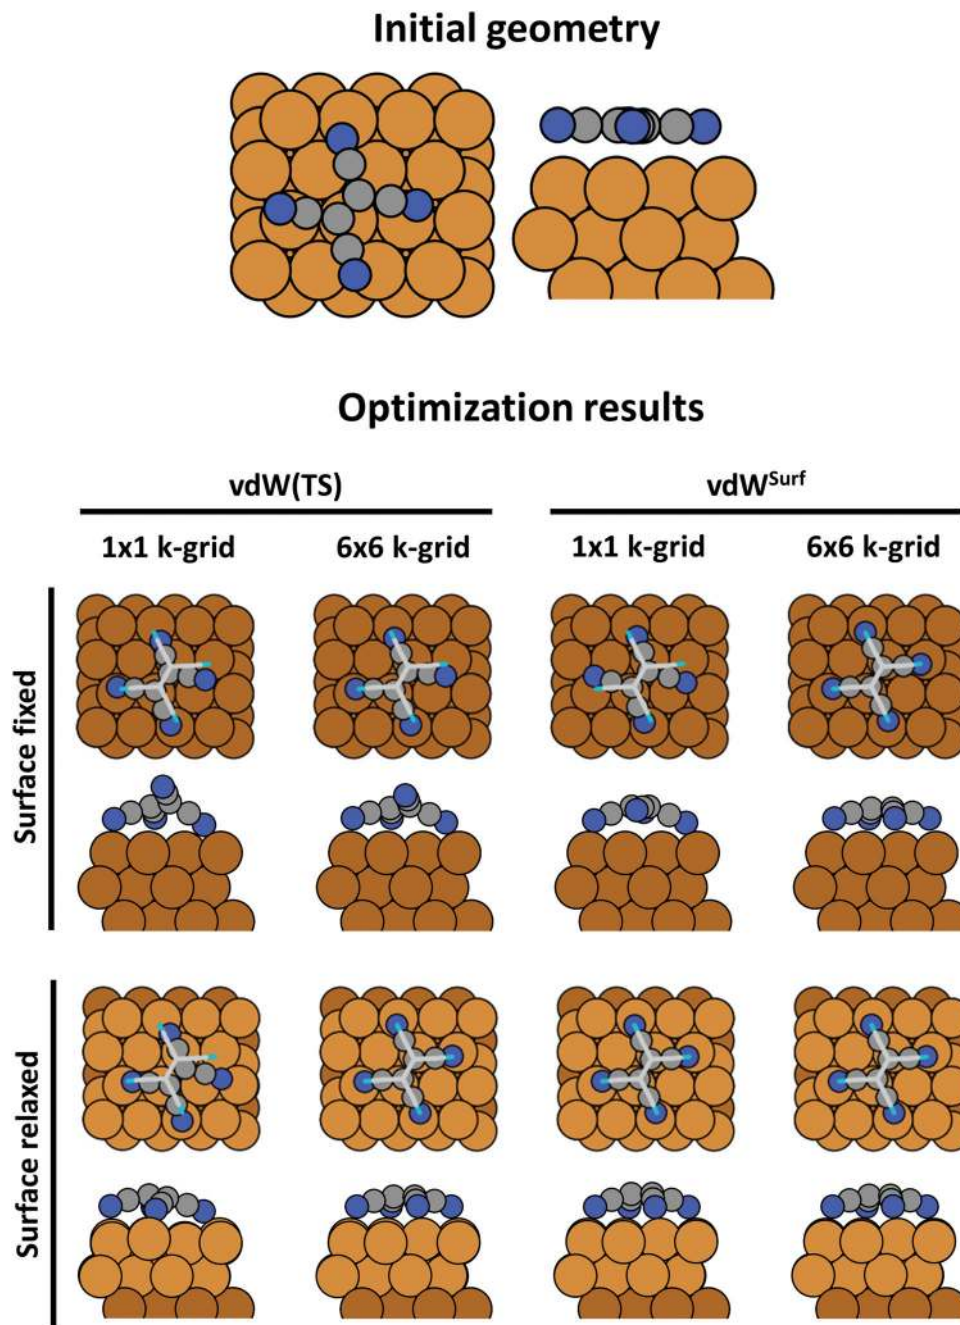 Initial geometry
Optimization results
vdW(TS)
vdW^Surf
1x1 k-grid
6x6 k-grid
1x1 k-grid
6x6 k-grid
Surface fixed
Surface relaxed